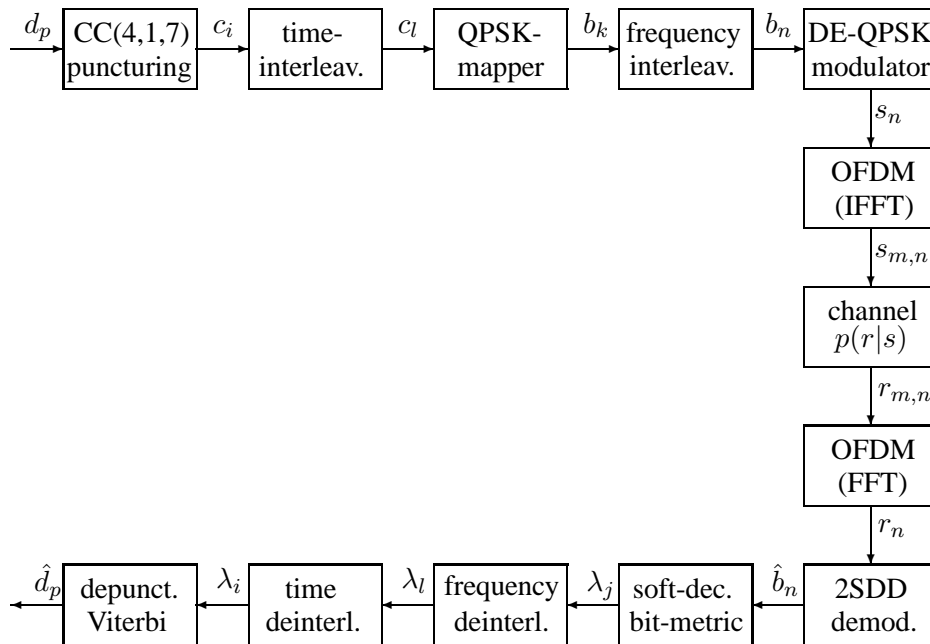 d_p CC(4,1,7) c_i time- c_l QPSK- b_k frequency b_n DE-QPSK
puncturing interleav. mapper interleav. modulator
s_n
OFDM
(IFFT)
s_{m,n}
channel
p(r|s)
r_{m,n}
OFDM
(FFT)
r_n
\hat{d}_p depunct. λ_i time λ_l frequency λ_j soft-dec. \hat{b}_n 2SDD
Viterbi deinterl. deinterl. bit-metric demod.